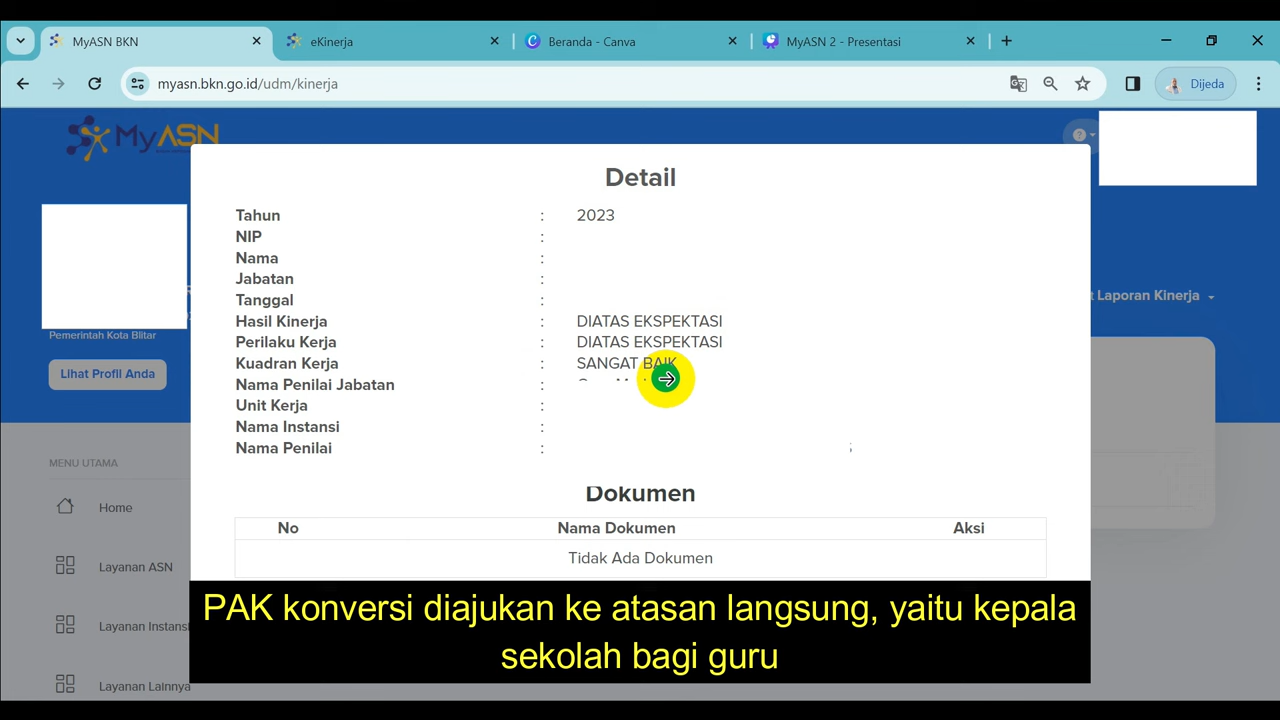 MyASN BKN
eKinerja
Beranda - Canva
MyASN 2 - Presentasi
myasn.bkn.go.id/udm/kinerja
Dijeda
MyASN
Detail
Tahun : 2023
NIP :
Nama :
Jabatan :
Tanggal :
Hasil Kinerja : DIATAS EKSPEKTASI
Perilaku Kerja : DIATAS EKSPEKTASI
Kuadran Kerja : SANGAT BAIK
Nama Penilai Jabatan :
Unit Kerja :
Nama Instansi :
Nama Penilai :
Laporan Kinerja
Pemerintah Kota Blitar
Lihat Profil Anda
MENU UTAMA
Home
Layanan ASN
Layanan Instansi
Layanan Lainnya
Dokumen
No Nama Dokumen Aksi
Tidak Ada Dokumen
PAK konversi diajukan ke atasan langsung, yaitu kepala
sekolah bagi guru